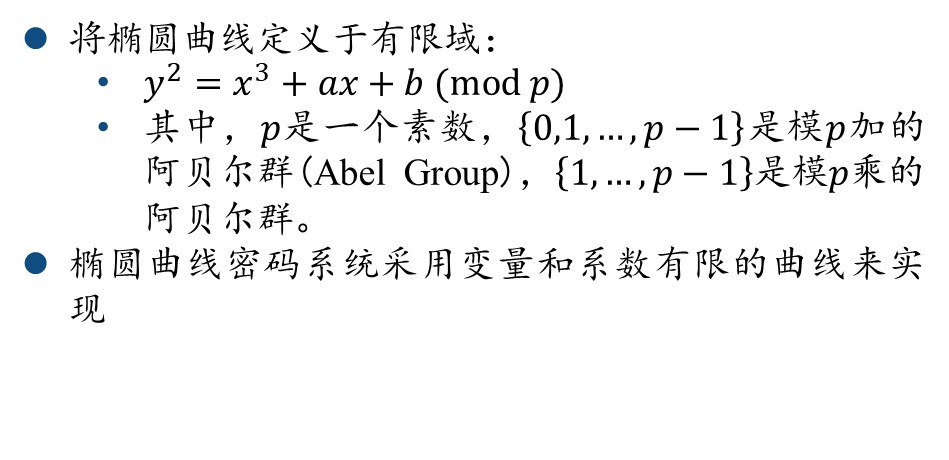 ● 将椭圆曲线定义于有限域：
• y² = x³ + ax + b (mod p)
• 其中，p是一个素数，{0,1, …, p − 1}是模p加的
阿贝尔群(Abel Group)，{1, …, p − 1}是模p乘的
阿贝尔群。
● 椭圆曲线密码系统采用变量和系数有限的曲线来实
现